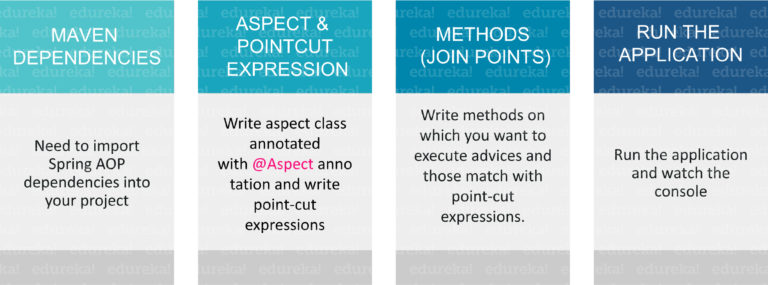 MAVEN
DEPENDENCIES
Need to import
Spring AOP
dependencies into
your project
ASPECT &
POINTCUT
EXPRESSION
Write aspect class
annotated
with @Aspect anno
tation and write
point-cut
expressions
METHODS
(JOIN POINTS)
Write methods on
which you want to
execute advices and
those match with
point-cut
expressions.
RUN THE
APPLICATION
Run the application
and watch the
console